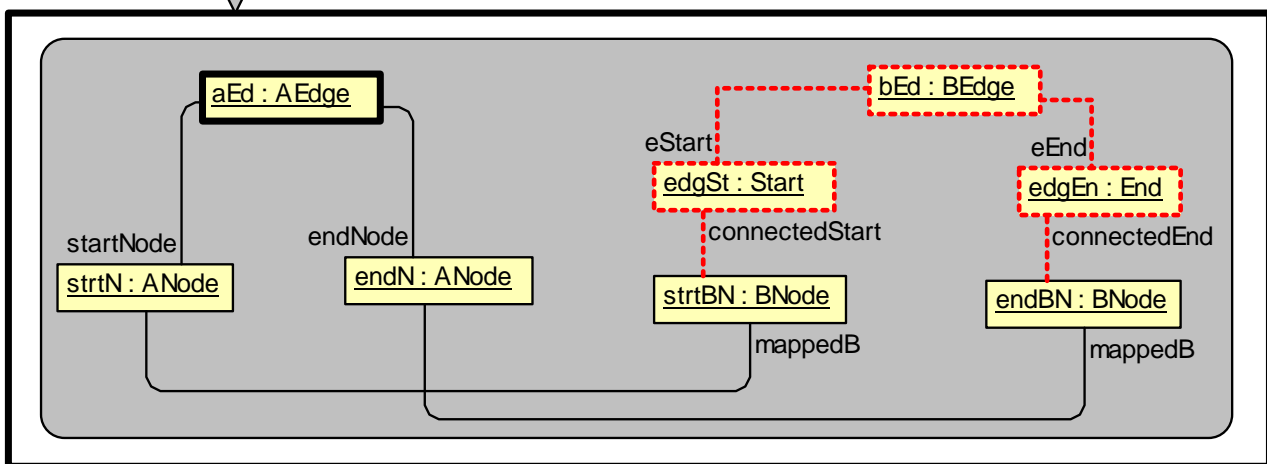 aEd : AEdge
bEd : BEdge
eStart
eEnd
edgSt : Start
edgEn : End
startNode
endNode
connectedStart
connectedEnd
strtN : ANode
endN : ANode
strtBN : BNode
endBN : BNode
mappedB
mappedB